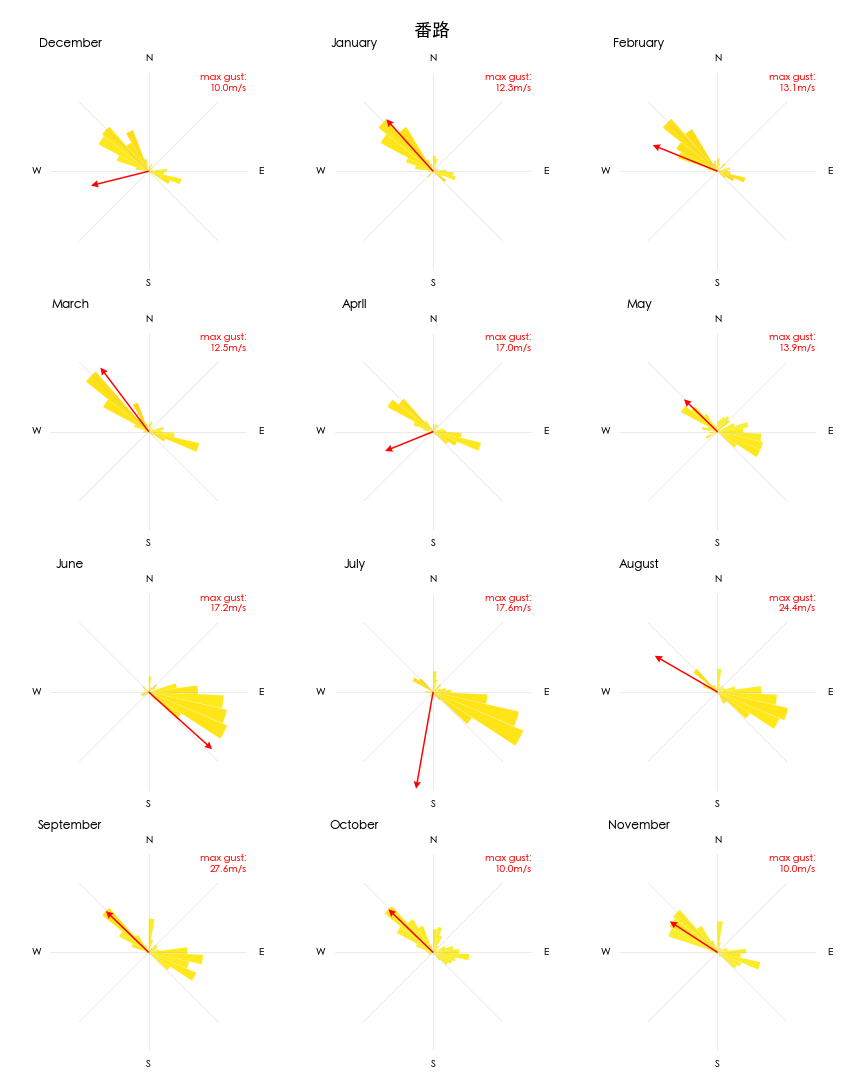 番路
December
N
max gust:
10.0m/s
W
E
S
January
N
max gust:
12.3m/s
W
E
S
February
N
max gust:
13.1m/s
W
E
S
March
N
max gust:
12.5m/s
W
E
S
April
N
max gust:
17.0m/s
W
E
S
May
N
max gust:
13.9m/s
W
E
S
June
N
max gust:
17.2m/s
W
E
S
July
N
max gust:
17.6m/s
W
E
S
August
N
max gust:
24.4m/s
W
E
S
September
N
max gust:
27.6m/s
W
E
S
October
N
max gust:
10.0m/s
W
E
S
November
N
max gust:
10.0m/s
W
E
S